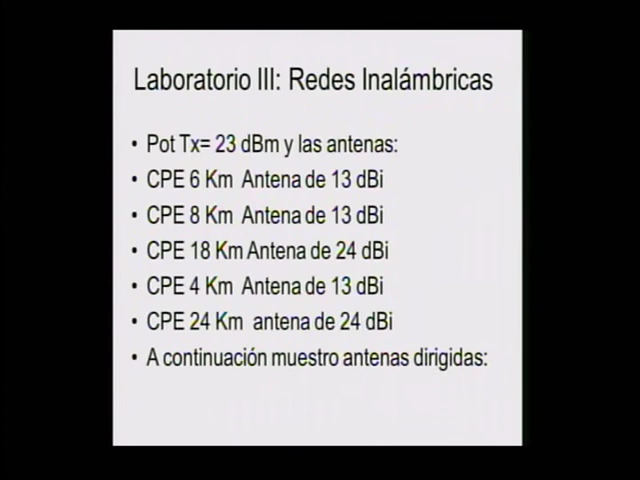 Laboratorio III: Redes Inalámbricas
• Pot Tx= 23 dBm y las antenas:
• CPE 6 Km Antena de 13 dBi
• CPE 8 Km Antena de 13 dBi
• CPE 18 Km Antena de 24 dBi
• CPE 4 Km Antena de 13 dBi
• CPE 24 Km antena de 24 dBi
• A continuación muestro antenas dirigidas: